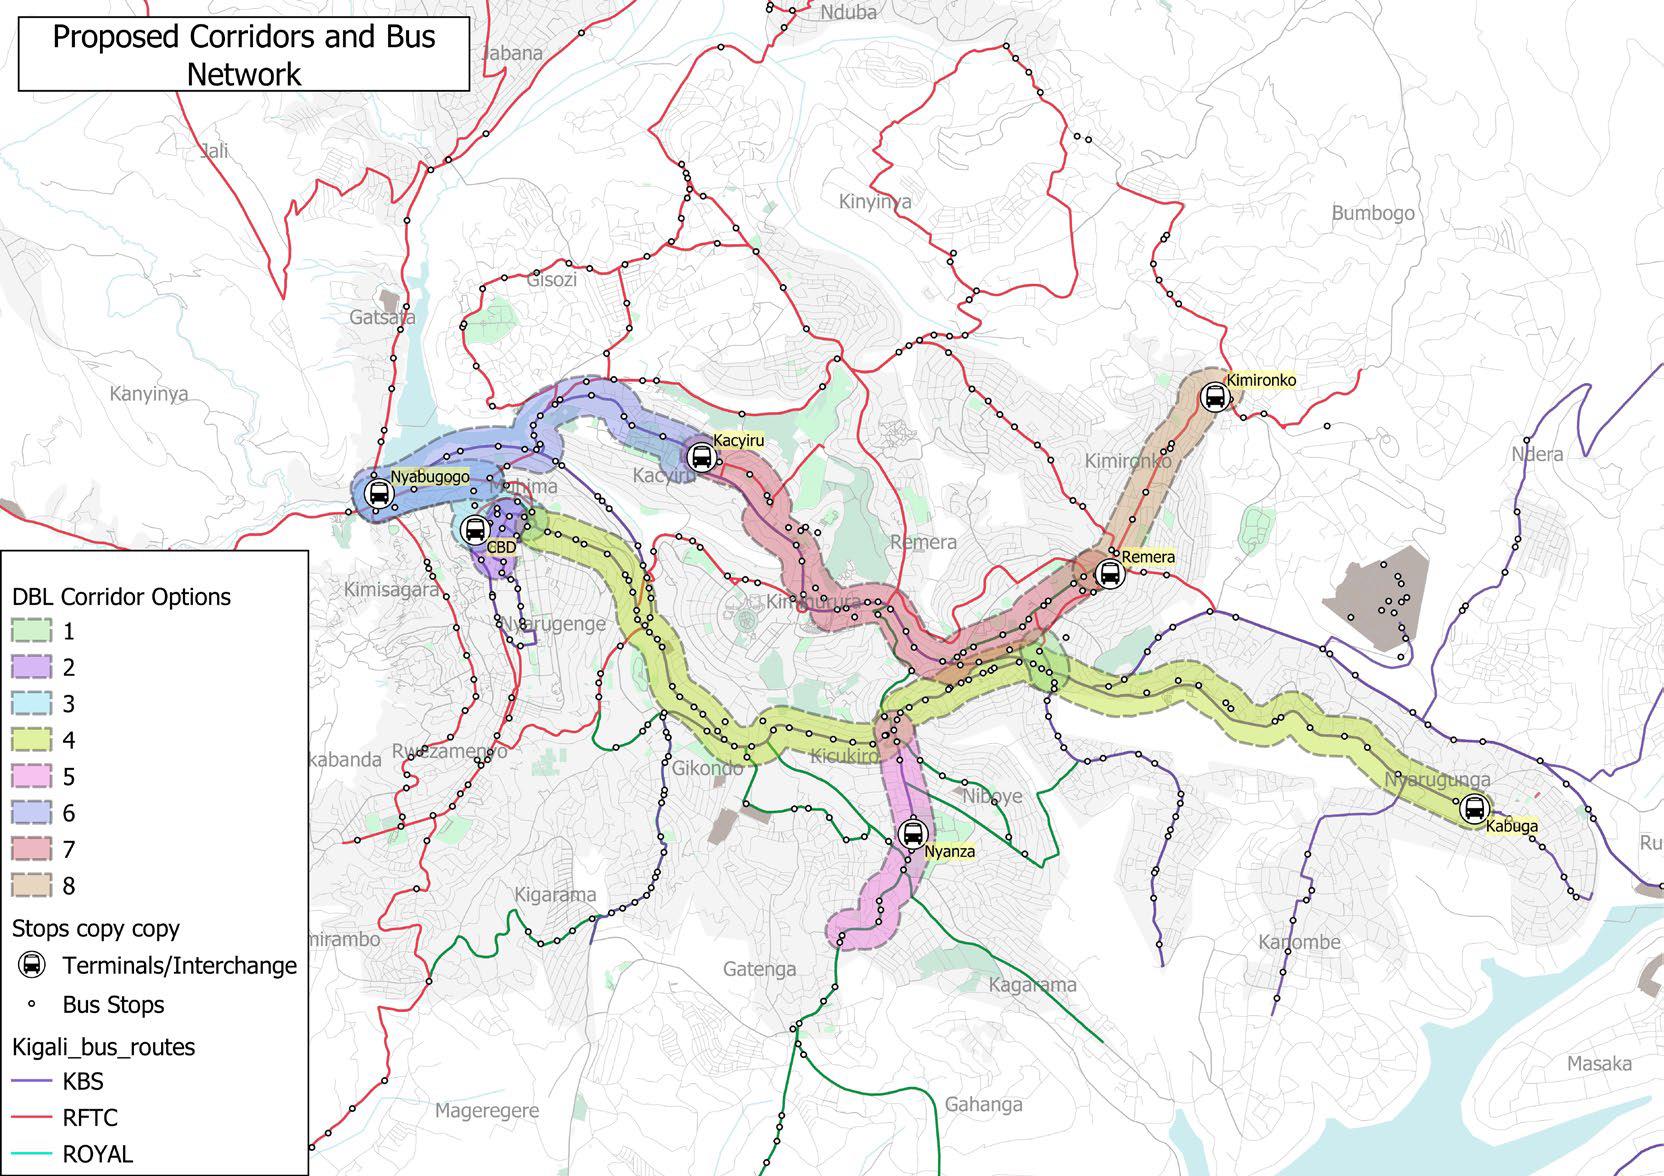 Proposed Corridors and Bus
Network
Nduba
Jabana
Jali
Kinyinya
Bumbogo
Gisozi
Gatsata
Kanyinya
Kimironko
Kacyiru
Kimironko
Ndera
Nyabugogo
Kacyiru
Muhima
CBD
Remera
Remera
Kimisagara
Kimihurura
Nyarugenge
kabanda
Rwezamenyo
Gikondo
Kicukiro
Niboye
Nyarugunga
Kabuga
Ru
Nyanza
Kigarama
mirambo
Gatenga
Kagarama
Kanombe
Masaka
Mageregere
Gahanga
DBL Corridor Options
1
2
3
4
5
6
7
8
Stops copy copy
Terminals/Interchange
Bus Stops
Kigali_bus_routes
KBS
RFTC
ROYAL